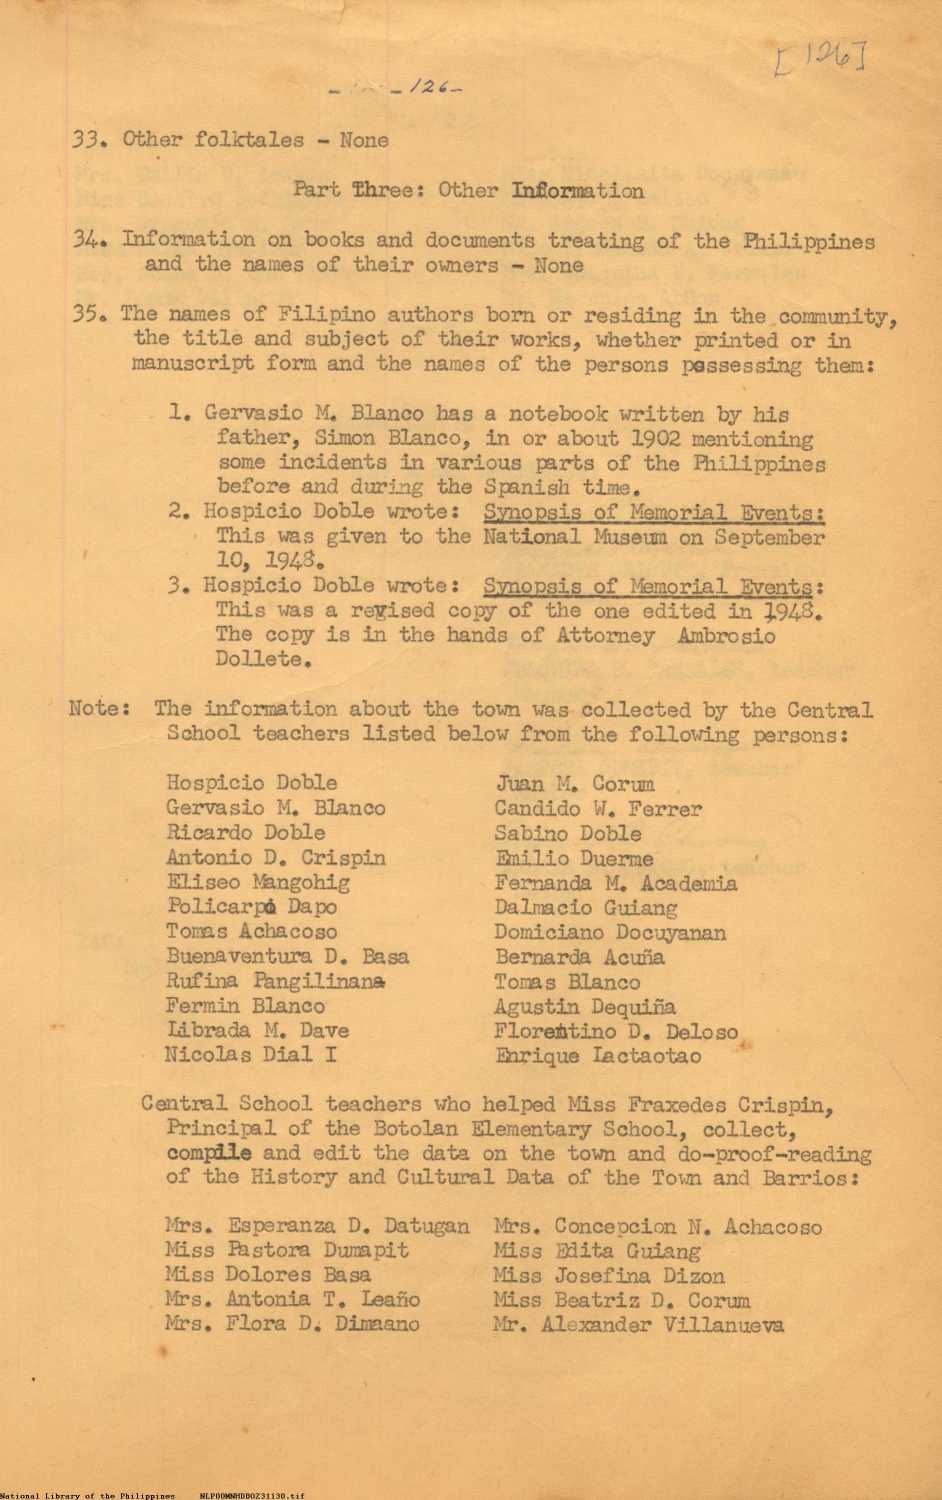 [126]
-126-
33. Other folktales - None
Part Three: Other Information
34. Information on books and documents treating of the Philippines
and the names of their owners - None
35. The names of Filipino authors born or residing in the community,
the title and subject of their works, whether printed or in
manuscript form and the names of the persons possessing them:
1. Gervasio M. Blanco has a notebook written by his
father, Simon Blanco, in or about 1902 mentioning
some incidents in various parts of the Philippines
before and during the Spanish time.
2. Hospicio Doble wrote: Synopsis of Memorial Events:
This was given to the National Museum on September
10, 1948.
3. Hospicio Doble wrote: Synopsis of Memorial Events:
This was a revised copy of the one edited in 1948.
The copy is in the hands of Attorney Ambrosio
Dollete.
Note: The information about the town was collected by the Central
School teachers listed below from the following persons:
Hospicio Doble Juan M. Corum
Gervasio M. Blanco Candido W. Ferrer
Ricardo Doble Sabino Doble
Antonio D. Crispin Emilio Duerme
Eliseo Mangohig Fernanda M. Academia
Policarpo Dapo Dalmacio Guiang
Tomas Achacoso Domiciano Docuyanan
Buenaventura D. Basa Bernarda Acuña
Rufina Pangilinana Tomas Blanco
Fermin Blanco Agustin Dequiña
Librada M. Dave Florentino D. Deloso
Nicolas Dial I Enrique Lactaotao
Central School teachers who helped Miss Fraxedes Crispin,
Principal of the Botolan Elementary School, collect,
compile and edit the data on the town and do-proof-reading
of the History and Cultural Data of the Town and Barrios:
Mrs. Esperanza D. Datugan Mrs. Concepcion N. Achacoso
Miss Pastora Dumapit Miss Edita Guiang
Miss Dolores Basa Miss Josefina Dizon
Mrs. Antonia T. Leaño Miss Beatriz D. Corum
Mrs. Flora D. Dimaano Mr. Alexander Villanueva
National Library of the Philippines NLP00MNHDB0Z31130.tif